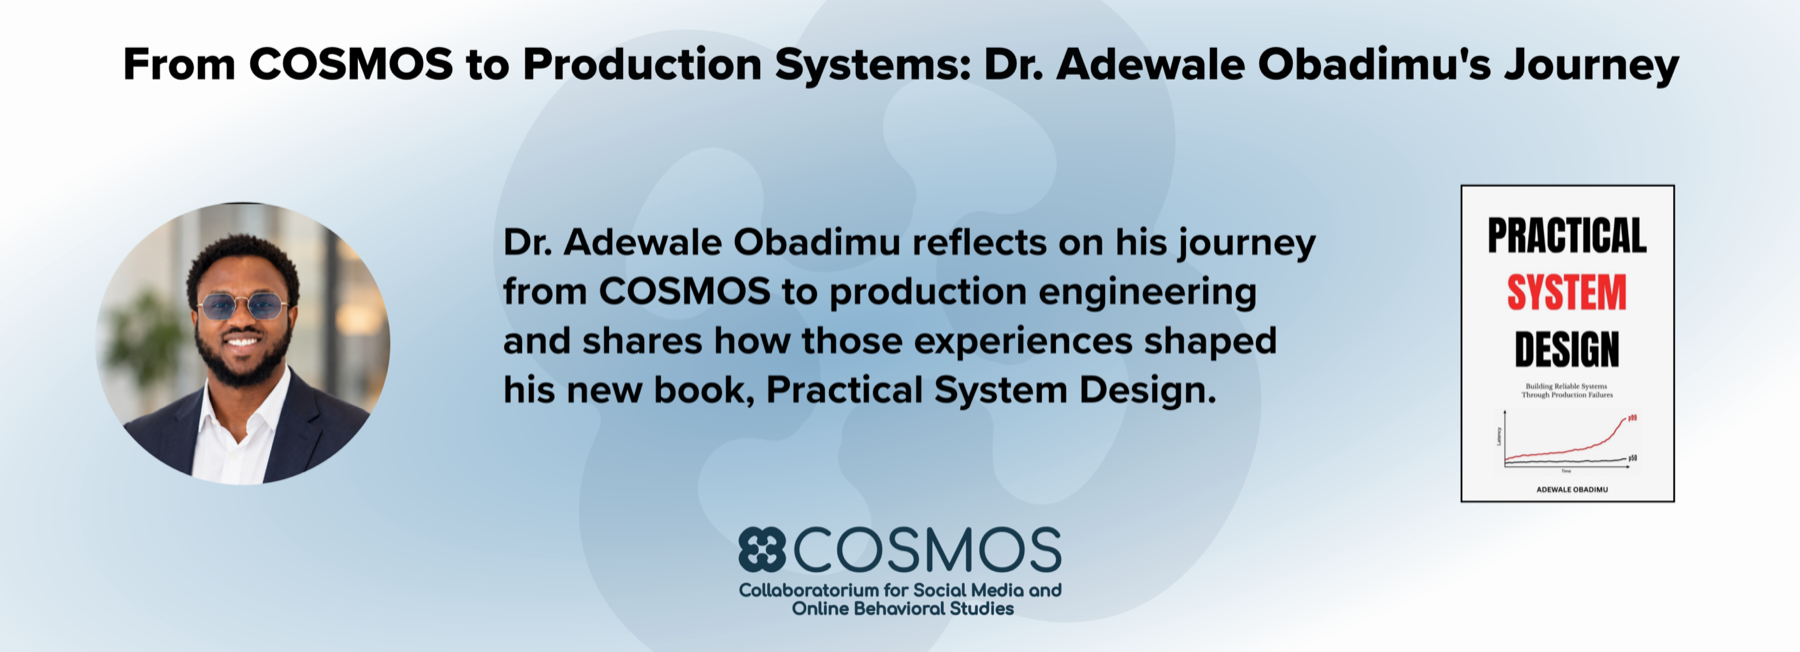 From COSMOS to Production Systems: Dr. Adewale Obadimu's Journey
Dr. Adewale Obadimu reflects on his journey
from COSMOS to production engineering
and shares how those experiences shaped
his new book, Practical System Design.
PRACTICAL
SYSTEM
DESIGN
Building Reliable Systems
Through Production Failures
p99
Latency
p50
Time
ADEWALE OBADIMU
COSMOS
Collaboratorium for Social Media and
Online Behavioral Studies